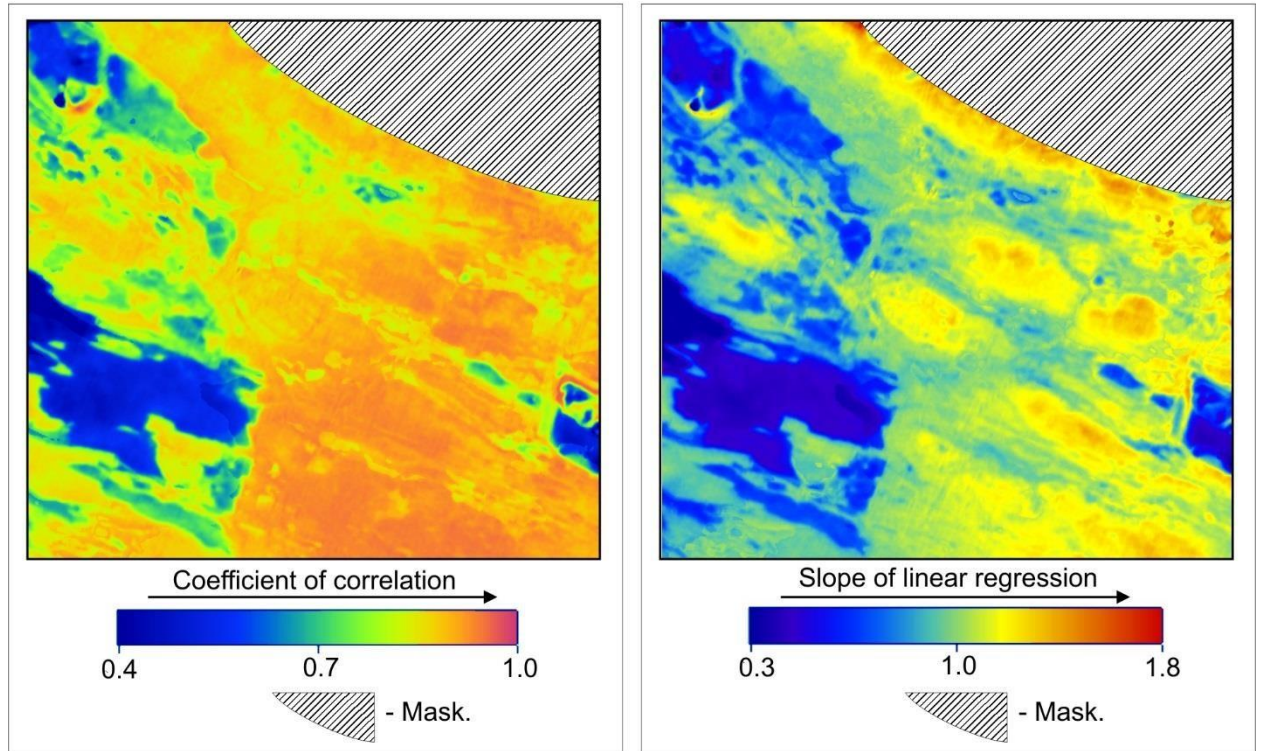 Coefficient of correlation
0.4 0.7 1.0
- Mask.
Slope of linear regression
0.3 1.0 1.8
- Mask.